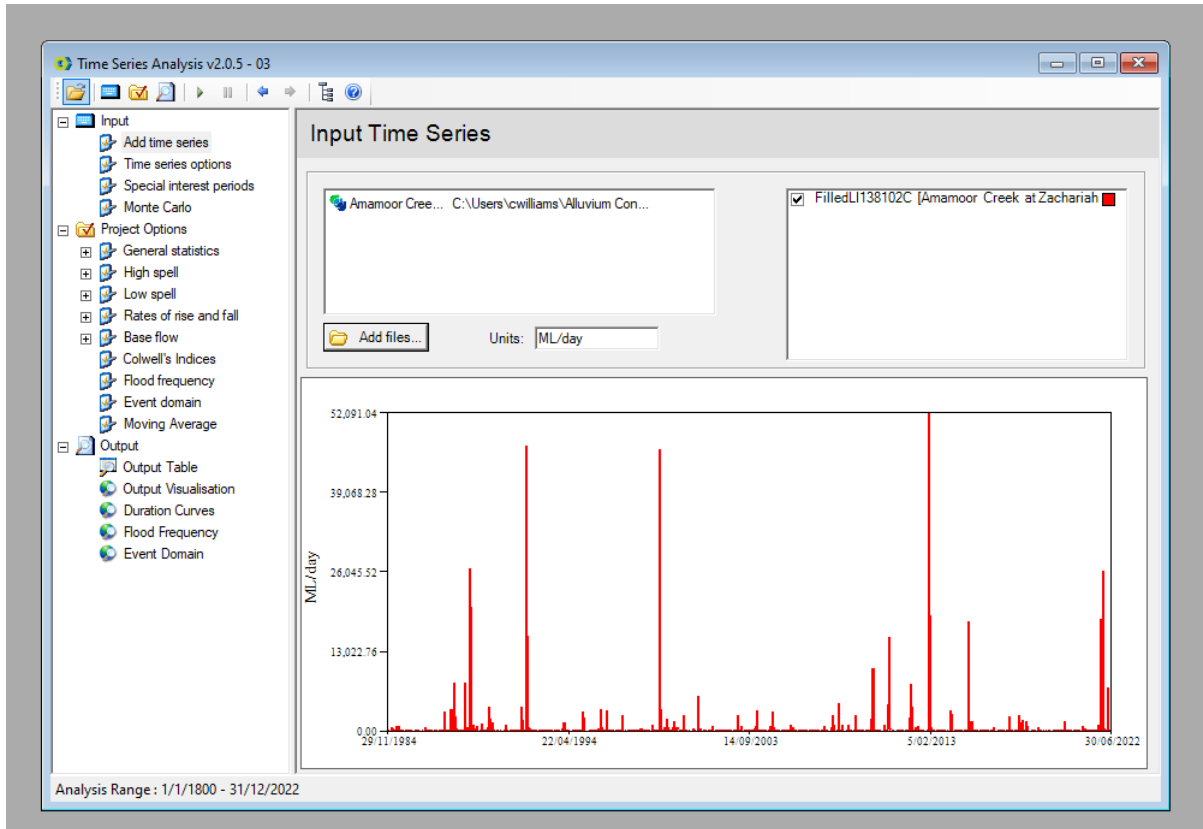 Time Series Analysis v2.0.5 - 03
Input
Add time series
Time series options
Special interest periods
Monte Carlo
Project Options
General statistics
High spell
Low spell
Rates of rise and fall
Base flow
Colwell's Indices
Flood frequency
Event domain
Moving Average
Output
Output Table
Output Visualisation
Duration Curves
Flood Frequency
Event Domain
Input Time Series
Amamoor Cree... C:\Users\cwilliams\Alluvium Con...
FilledLI138102C [Amamoor Creek at Zachariah
Add files...
Units: ML/day
52,091.04
39,068.28
26,045.52
13,022.76
0.00
ML/day
29/11/1984 22/04/1994 14/09/2003 5/02/2013 30/06/2022
Analysis Range : 1/1/1800 - 31/12/2022